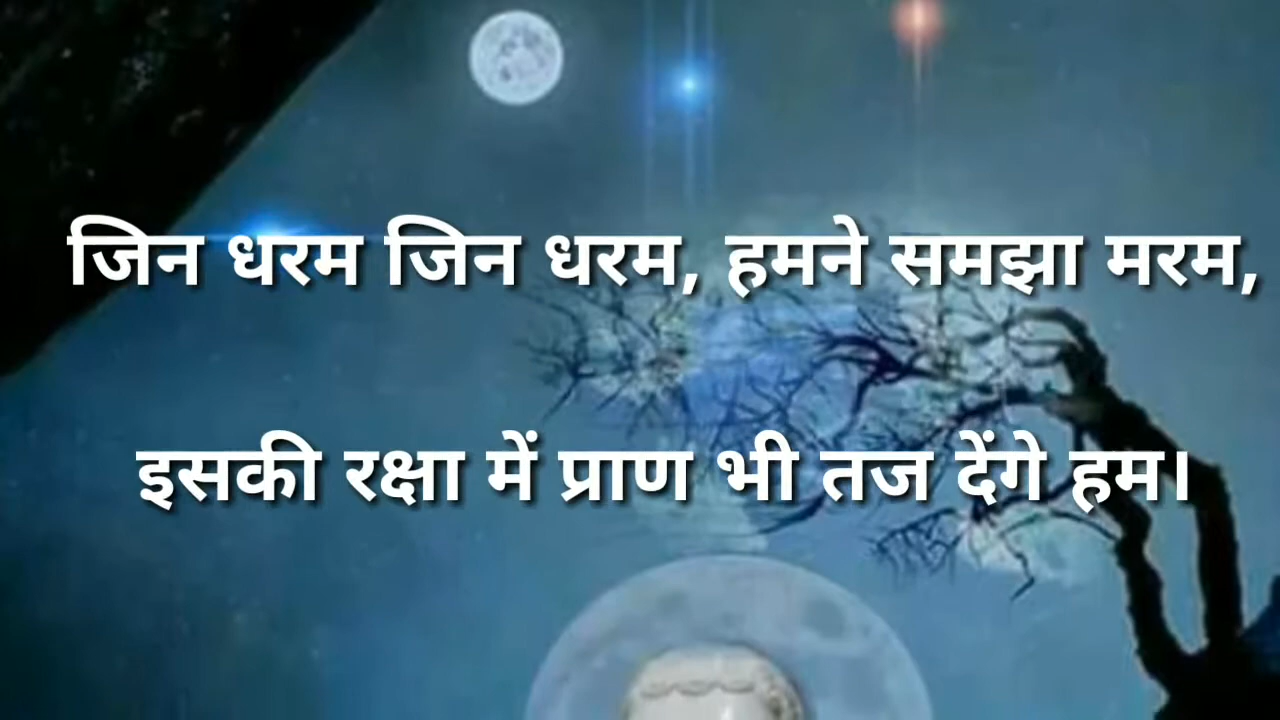 जिन धरम जिन धरम, हमने समझा मरम,
इसकी रक्षा में प्राण भी तज देंगे हम।